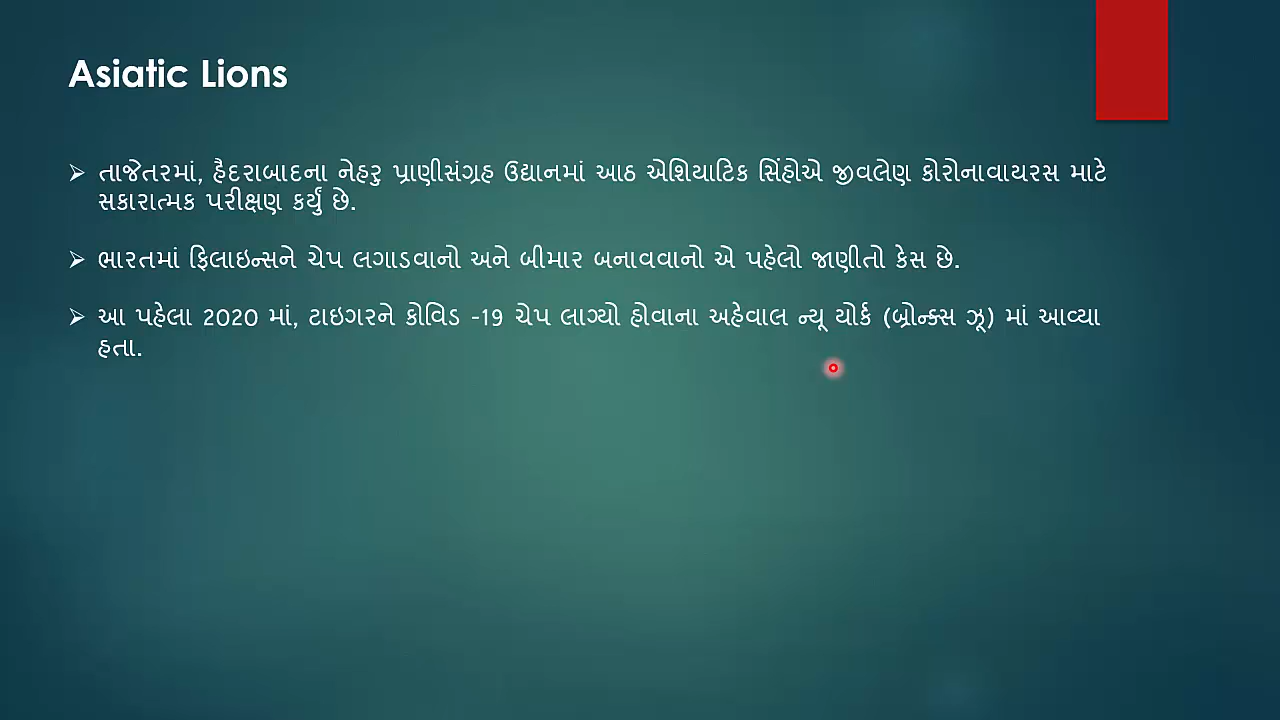 Asiatic Lions
તાજેતરમાં, હૈદરાબાદના નેહરુ પ્રાણીસંગ્રહ ઉદ્યાનમાં આઠ એશિયાટિક સિંહોએ જીવલેણ કોરોનાવાયરસ માટે
સકારાત્મક પરીક્ષણ કર્યું છે.
ભારતમાં ફિલાઇન્સને ચેપ લગાડવાનો અને બીમાર બનાવવાનો એ પહેલો જાણીતો કેસ છે.
આ પહેલા 2020 માં, ટાઇગરને કોવિડ -19 ચેપ લાગ્યો હોવાના અહેવાલ ન્યૂ યોર્ક (બ્રોન્ક્સ ઝૂ) માં આવ્યા
હતા.